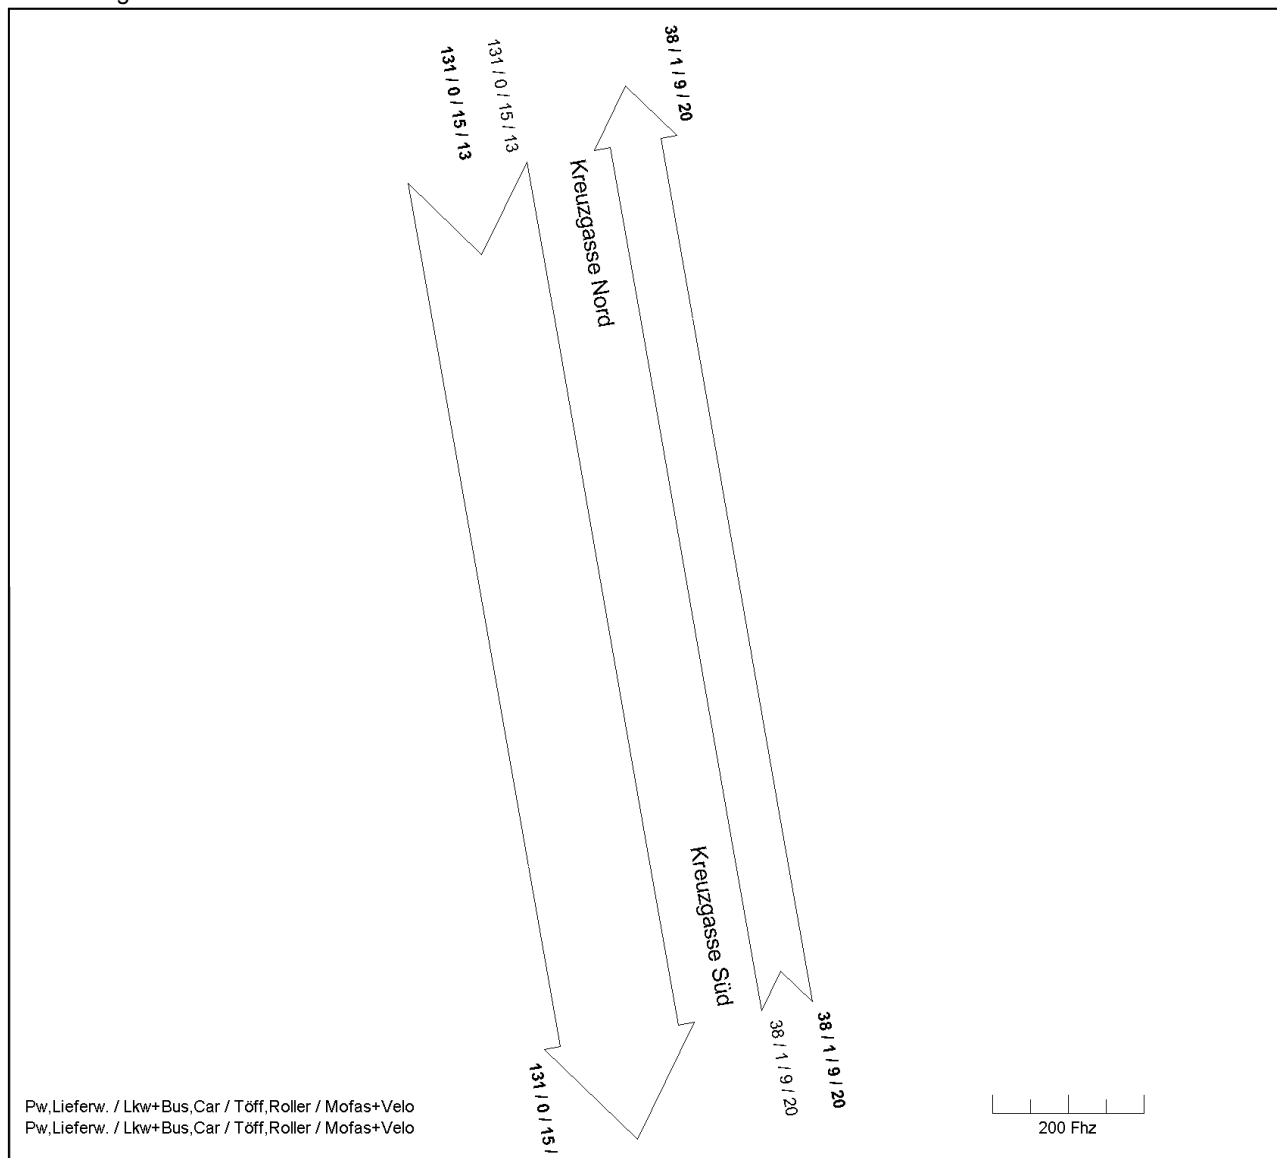 131 / 0 / 15 / 13
131 / 0 / 15 / 13
38 / 1 / 9 / 20
Kreuzgasse Nord
Kreuzgasse Süd
38 / 1 / 9 / 20
38 / 1 / 9 / 20
131 / 0 / 15 /
Pw,Lieferw. / Lkw+Bus,Car / Töff,Roller / Mofas+Velo
Pw,Lieferw. / Lkw+Bus,Car / Töff,Roller / Mofas+Velo
200 Fhz